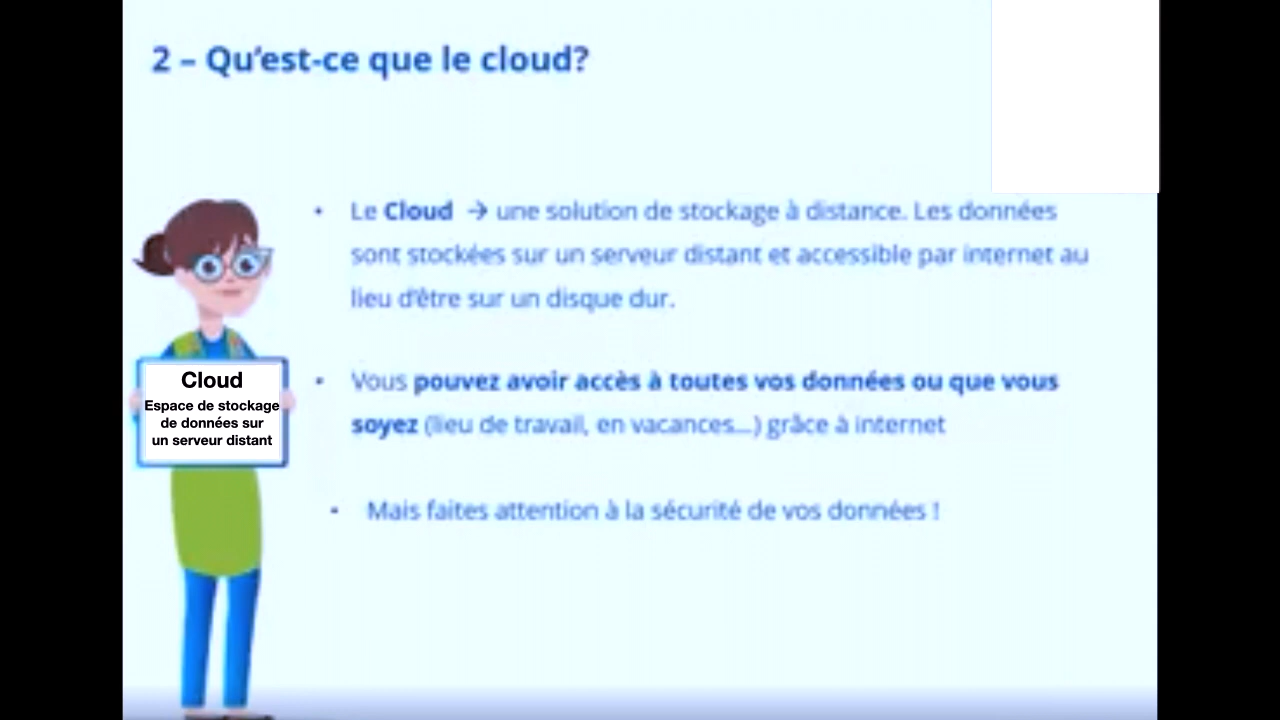 2 – Qu'est-ce que le cloud?
• Le Cloud → une solution de stockage à distance. Les données
sont stockées sur un serveur distant et accessible par internet au
lieu d'être sur un disque dur.
• Vous pouvez avoir accès à toutes vos données ou que vous
soyez (lieu de travail, en vacances...) grâce à internet
• Mais faites attention à la sécurité de vos données !
Cloud
Espace de stockage
de données sur
un serveur distant